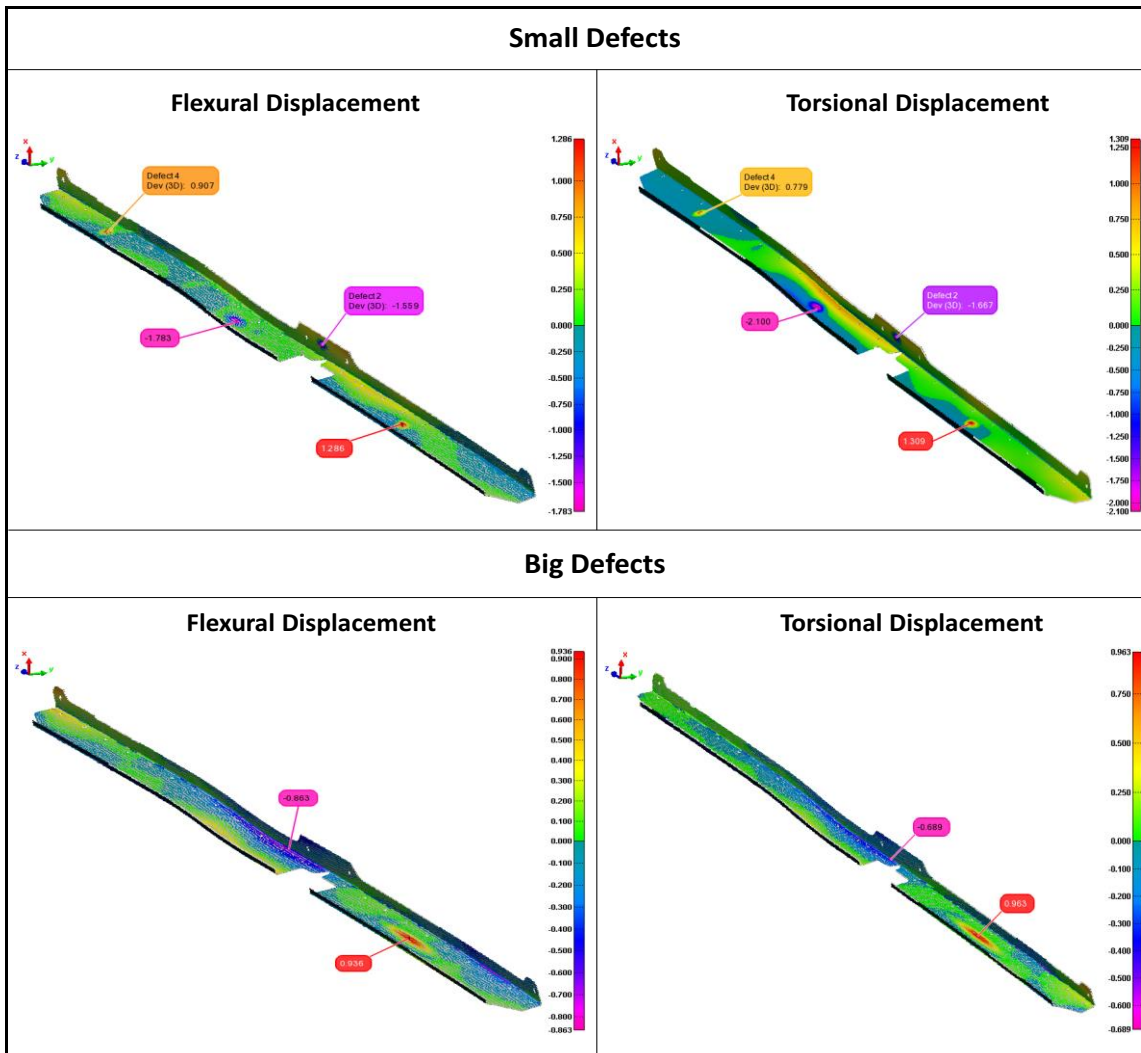 Small Defects
Flexural Displacement
x
z
y
Defect 4
Dev (3D): 0.907
Defect 2
Dev (3D): -1.559
-1.783
1.286
1.286
1.000
0.750
0.500
0.250
0.000
-0.250
-0.500
-0.750
-1.000
-1.250
-1.500
-1.783
Torsional Displacement
x
z
y
Defect 4
Dev (3D): 0.779
Defect 2
Dev (3D): -1.667
-2.100
1.309
1.309
1.250
1.000
0.750
0.500
0.250
0.000
-0.250
-0.500
-0.750
-1.000
-1.250
-1.500
-1.750
-2.000
-2.100
Big Defects
Flexural Displacement
x
z
y
-0.863
0.936
0.936
0.900
0.800
0.700
0.600
0.500
0.400
0.300
0.200
0.100
0.000
-0.100
-0.200
-0.300
-0.400
-0.500
-0.600
-0.700
-0.800
-0.863
Torsional Displacement
x
z
y
-0.689
0.963
0.963
0.750
0.500
0.250
0.000
-0.100
-0.200
-0.300
-0.400
-0.500
-0.600
-0.689